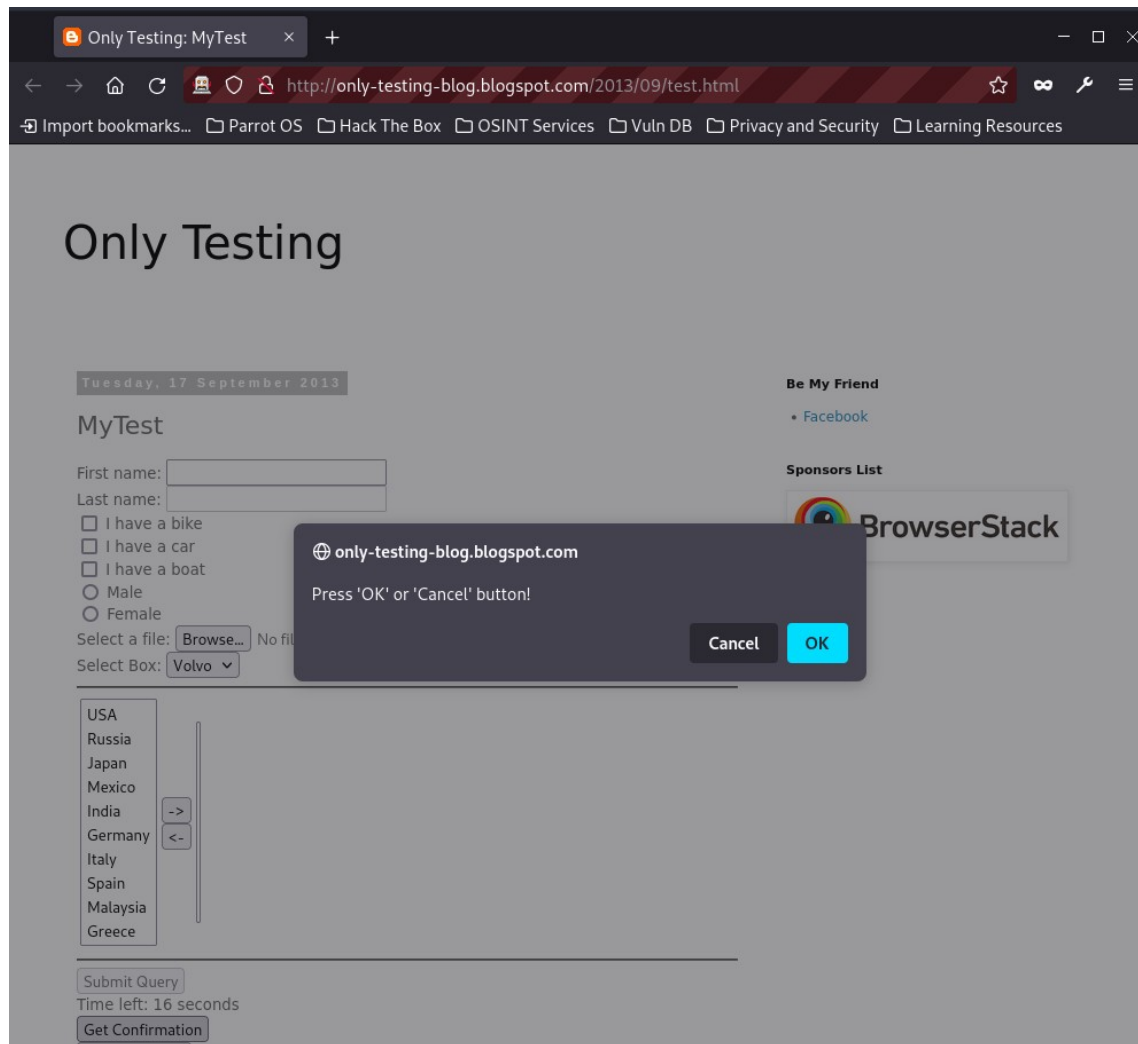 Only Testing: MyTest
http://only-testing-blog.blogspot.com/2013/09/test.html
Import bookmarks... Parrot OS Hack The Box OSINT Services Vuln DB Privacy and Security Learning Resources
Only Testing
Tuesday, 17 September 2013
MyTest
First name:
Last name:
I have a bike
I have a car
I have a boat
Male
Female
Select a file: Browse... No fil
Select Box: Volvo
Be My Friend
Facebook
Sponsors List
BrowserStack
only-testing-blog.blogspot.com
Press 'OK' or 'Cancel' button!
Cancel OK
USA
Russia
Japan
Mexico
India
Germany
Italy
Spain
Malaysia
Greece
->
<-
Submit Query
Time left: 16 seconds
Get Confirmation